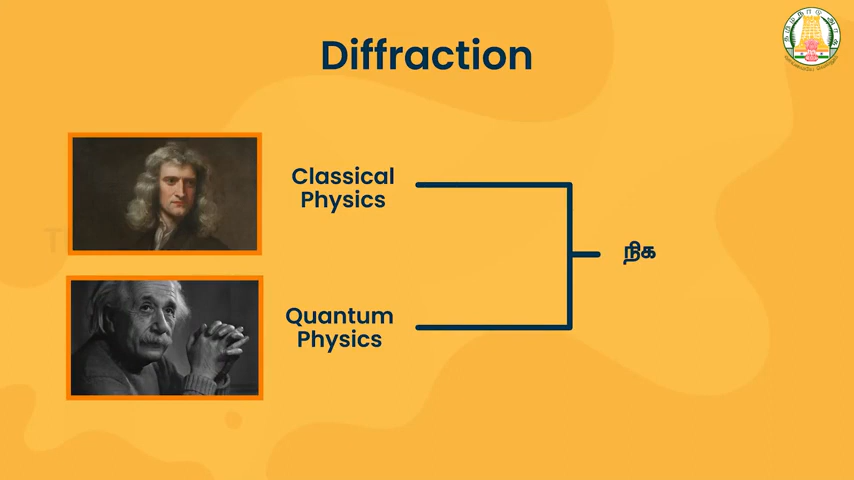 Diffraction
Classical
Physics
நிக
Quantum
Physics